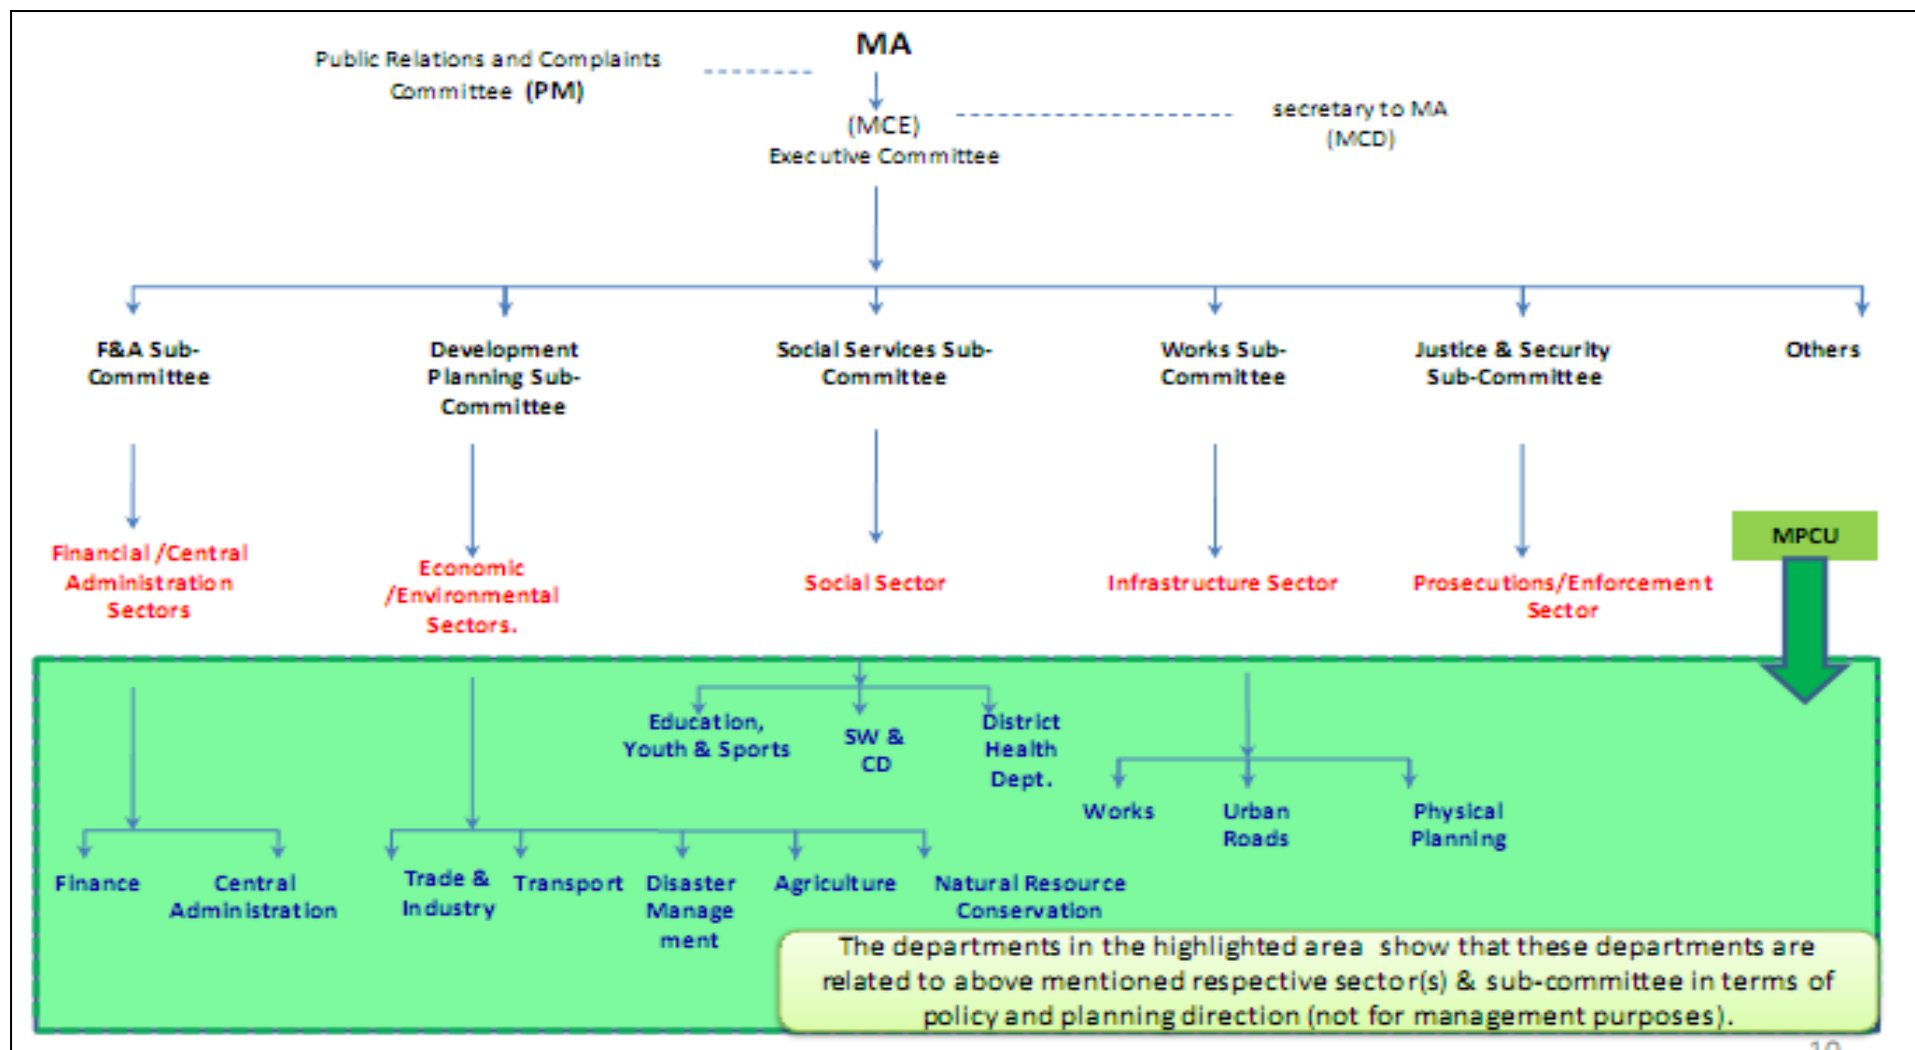 MA
Public Relations and Complaints
Committee (PM)
(MCE)
Executive Committee
secretary to MA
(MCD)
F&A Sub-
Committee
Development
Planning Sub-
Committee
Social Services Sub-
Committee
Works Sub-
Committee
Justice & Security
Sub-Committee
Others
Financial /Central
Administration
Sectors
Economic
/Environmental
Sectors.
Social Sector
Infrastructure Sector
Prosecutions/Enforcement
Sector
MPCU
Education,
Youth & Sports
SW &
CD
District
Health
Dept.
Works
Urban
Roads
Physical
Planning
Finance
Central
Administration
Trade &
Industry
Transport
Disaster
Manage
ment
Agriculture
Natural Resource
Conservation
The departments in the highlighted area show that these departments are
related to above mentioned respective sector(s) & sub-committee in terms of
policy and planning direction (not for management purposes).